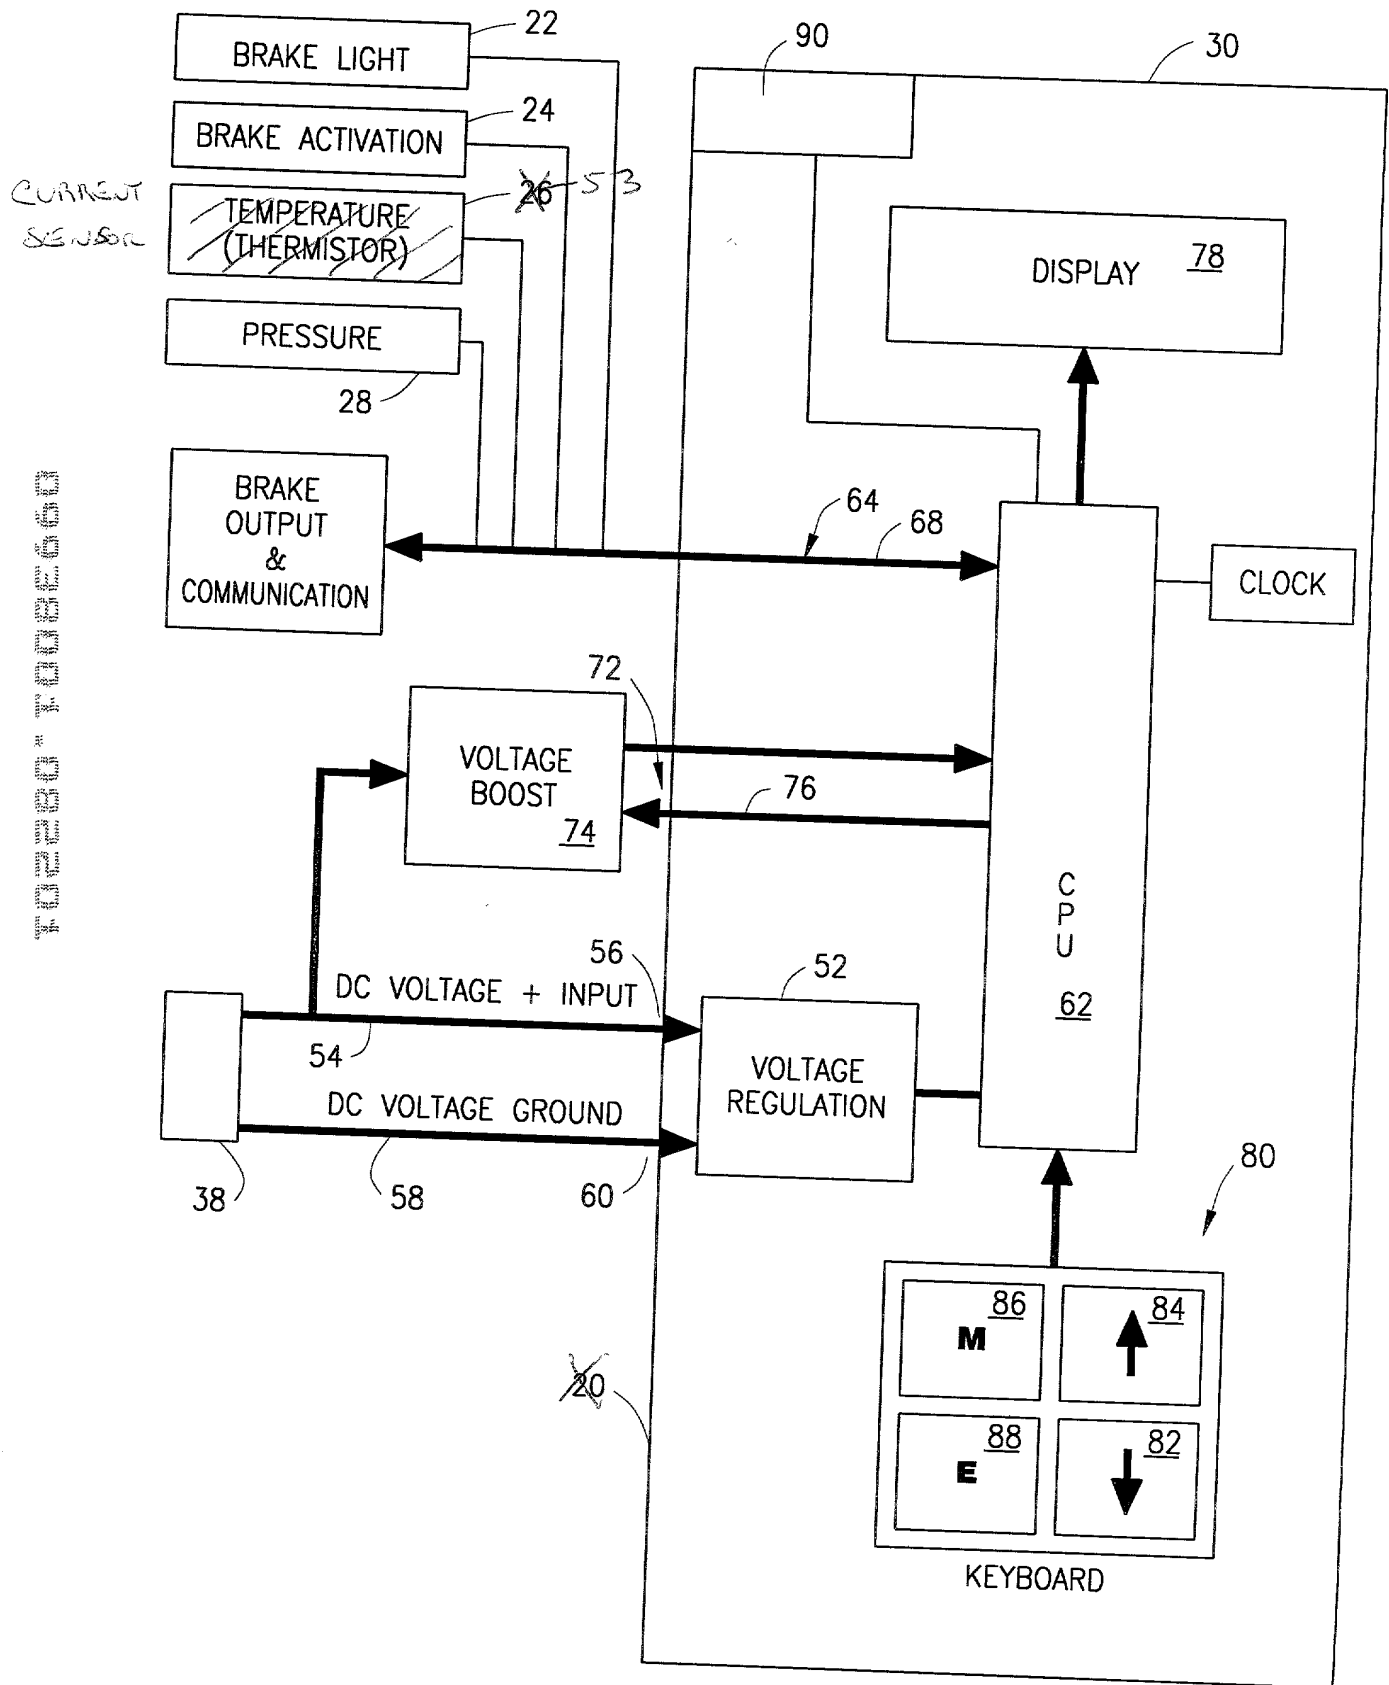 22
BRAKE LIGHT
24
BRAKE ACTIVATION
CURRENT
SENSOR
26 53
TEMPERATURE
(THERMISTOR)
PRESSURE
28
BRAKE
OUTPUT
&
COMMUNICATION
90
30
DISPLAY 78
64
68
CLOCK
72
VOLTAGE
BOOST
74
76
C
P
U
62
DC VOLTAGE + INPUT
56
54
52
VOLTAGE
REGULATION
DC VOLTAGE GROUND
38
58
60
80
20
86
M
84
88
E
82
KEYBOARD